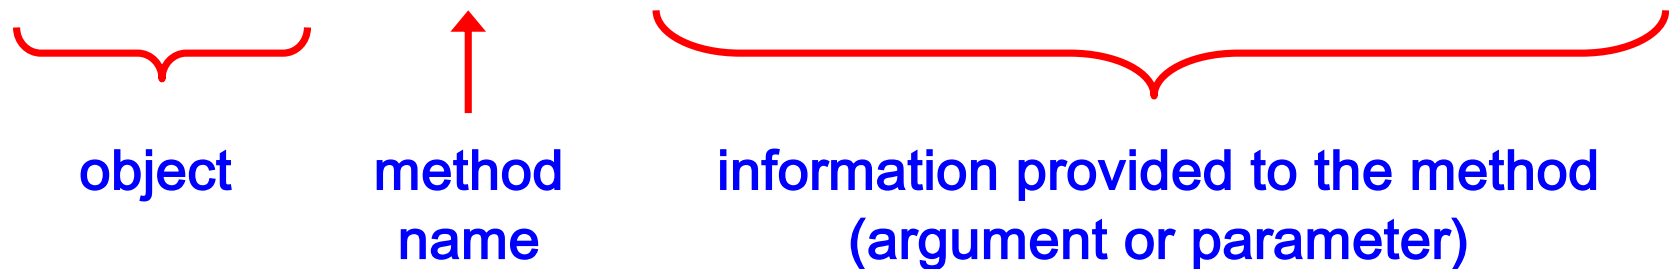 object method information provided to the method
name (argument or parameter)